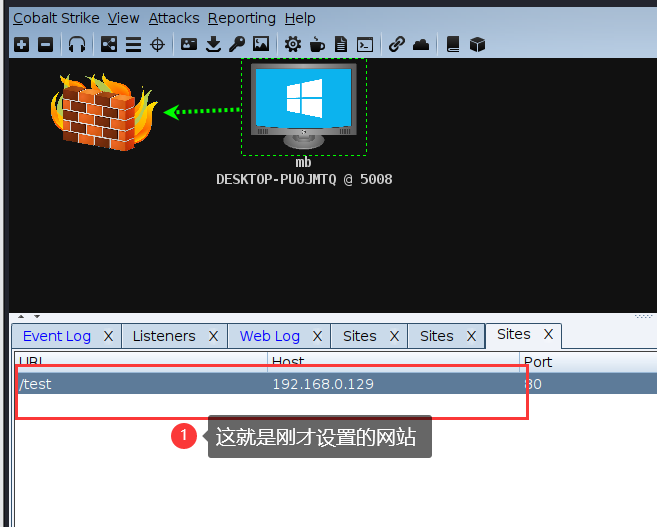 Cobalt Strike View Attacks Reporting Help
mb
DESKTOP-PU0JMTQ @ 5008
Event Log X Listeners X Web Log X Sites X Sites X Sites X
URL Host Port
/test 192.168.0.129 80
1 这就是刚才设置的网站